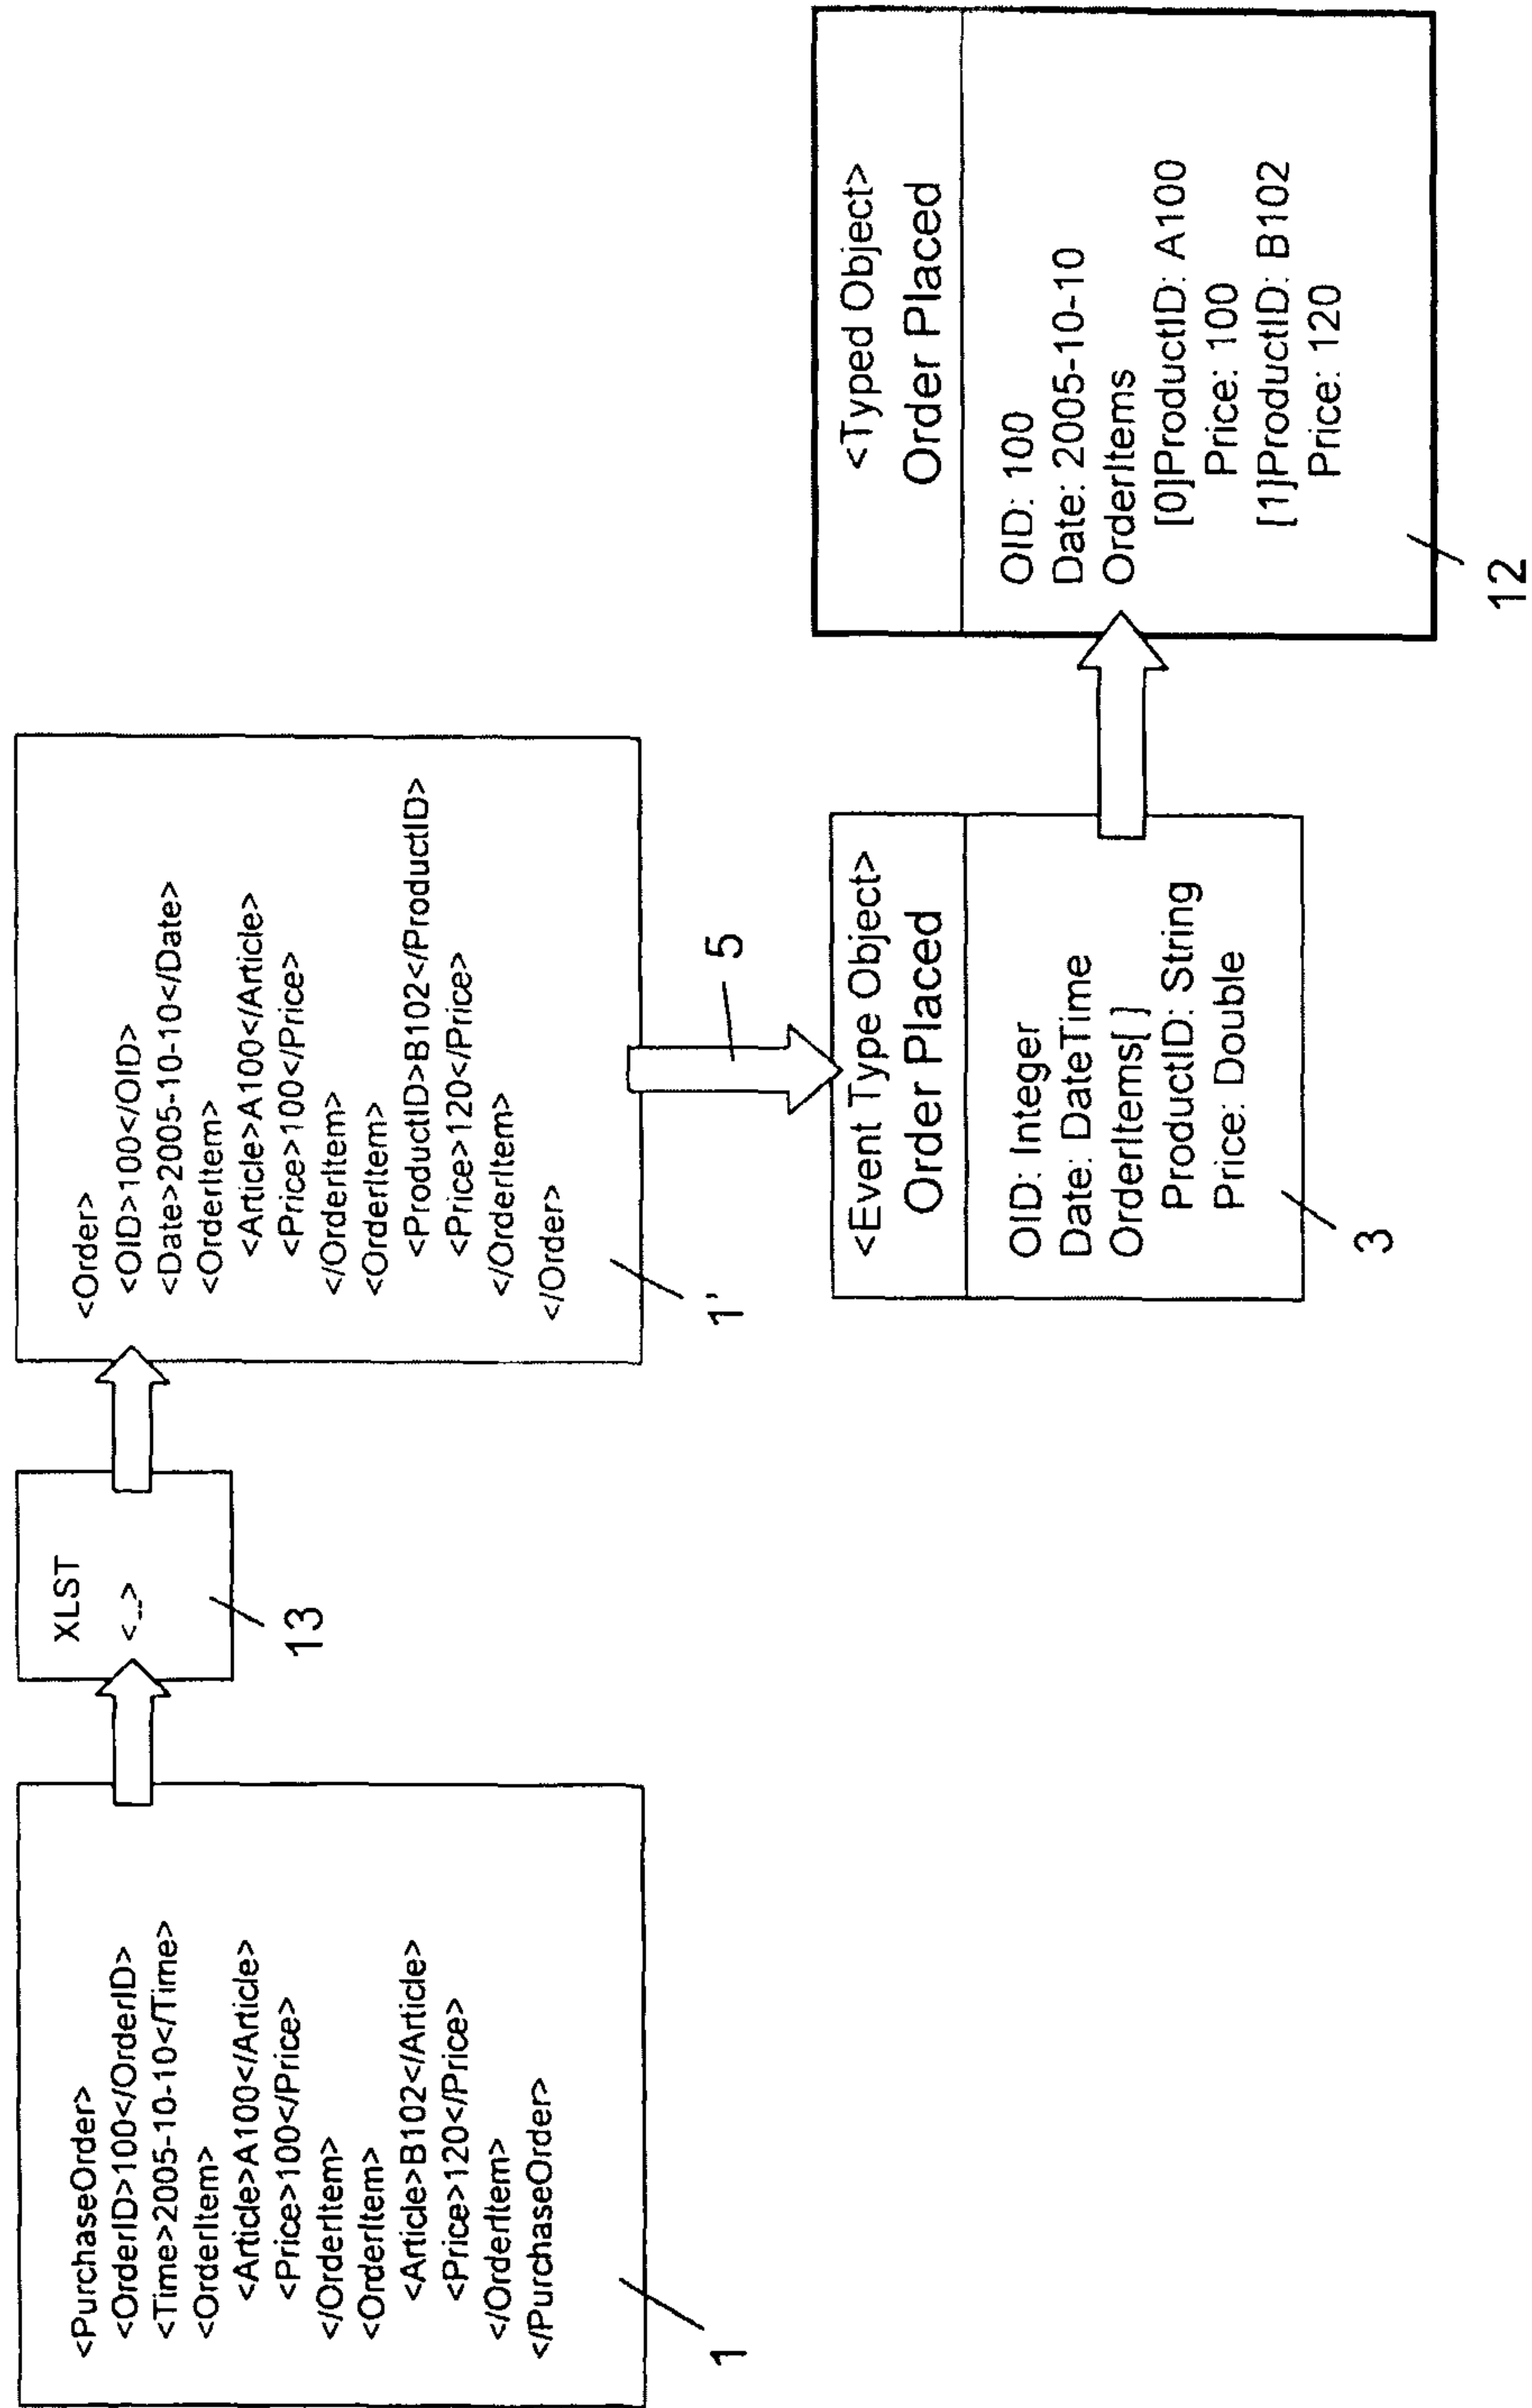 <PurchaseOrder>
<OrderID>100</OrderID>
<Time>2005-10-10</Time>
<OrderItem>
<Article>A100</Article>
<Price>100</Price>
</OrderItem>
<OrderItem>
<Article>B102</Article>
<Price>120</Price>
</OrderItem>
</PurchaseOrder>
1
XLST
<...>
13
<Order>
<OID>100</OID>
<Date>2005-10-10</Date>
<OrderItem>
<Article>A100</Article>
<Price>100</Price>
</OrderItem>
<OrderItem>
<ProductID>B102</ProductID>
<Price>120</Price>
</OrderItem>
</Order>
1'
5
<Event Type Object>
Order Placed
OID: Integer
Date: DateTime
OrderItems[ ]
ProductID: String
Price: Double
3
<Typed Object>
Order Placed
OID: 100
Date: 2005-10-10
OrderItems
[0]ProductID: A100
Price: 100
[1]ProductID: B102
Price: 120
12